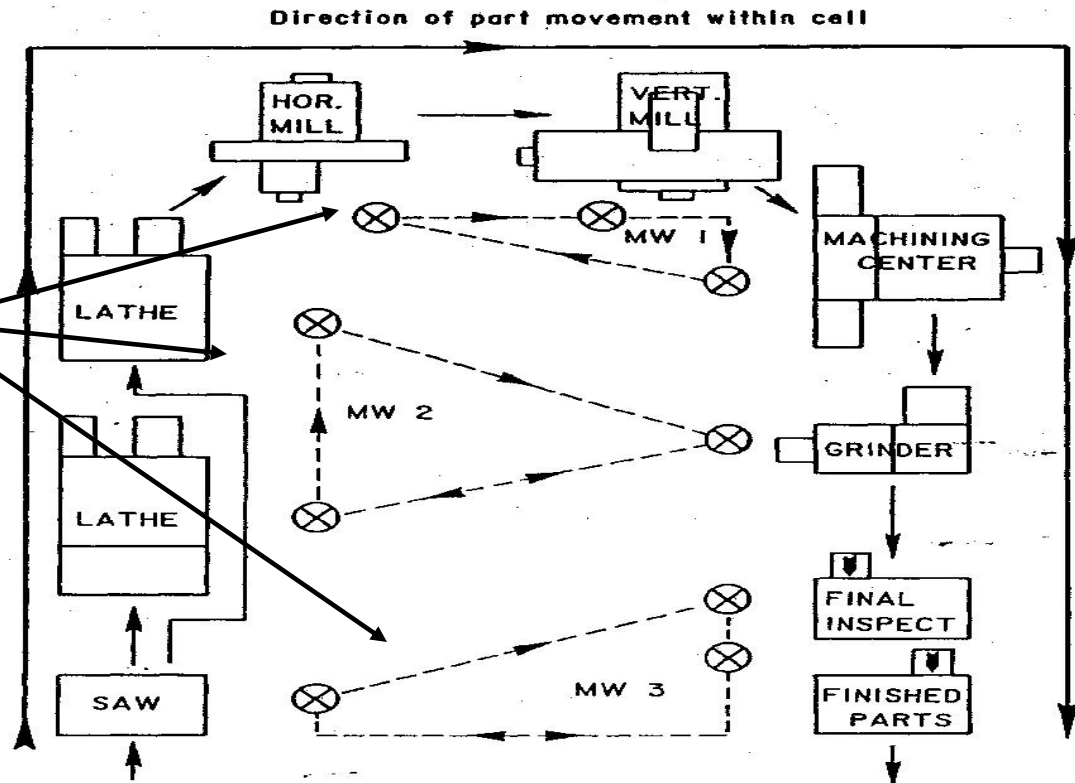 Direction of part movement within cell
HOR.
MILL
VERT.
MILL
MW 1
MACHINING
CENTER
LATHE
MW 2
GRINDER
LATHE
FINAL
INSPECT
MW 3
SAW
FINISHED
PARTS